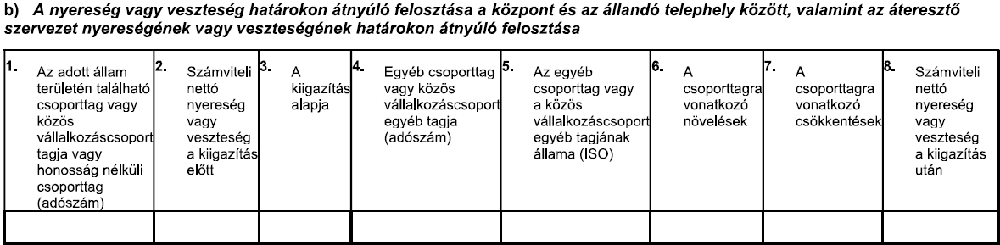 b) A nyereség vagy veszteség határokon átnyúló felosztása a központ és az állandó telephely között, valamint az áteresztő
szervezet nyereségének vagy veszteségének határokon átnyúló felosztása
1. Az adott állam
területén található
csoporttag vagy
közös
vállalkozáscsoport
tagja vagy
honosság nélküli
csoporttag
(adószám)
2. Számviteli
nettó
nyereség
vagy
veszteség
a kiigazítás
előtt
3. A
kiigazítás
alapja
4. Egyéb csoporttag
vagy közös
vállalkozáscsoport
egyéb tagja
(adószám)
5. Az egyéb
csoporttag vagy
a közös
vállalkozáscsoport
egyéb tagjának
állama (ISO)
6. A
csoporttagra
vonatkozó
növelések
7. A
csoporttagra
vonatkozó
csökkentések
8. Számviteli
nettó
nyereség
vagy
veszteség
a kiigazítás
után